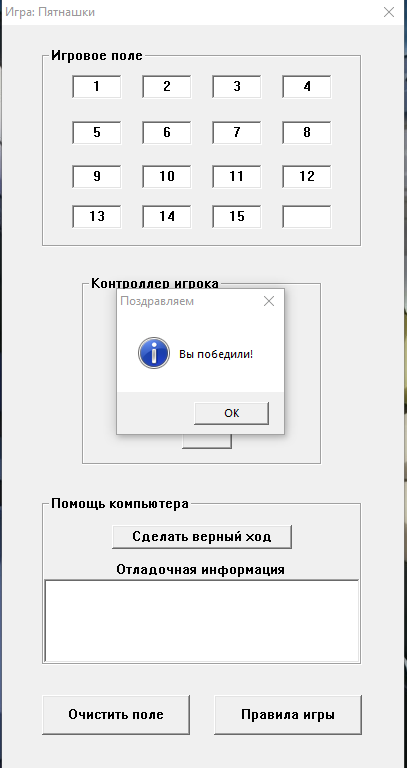 Игра: Пятнашки
Игровое поле
1 2 3 4
5 6 7 8
9 10 11 12
13 14 15
Контроллер игрока
Поздравляем
Вы победили!
OK
Помощь компьютера
Сделать верный ход
Отладочная информация
Очистить поле Правила игры